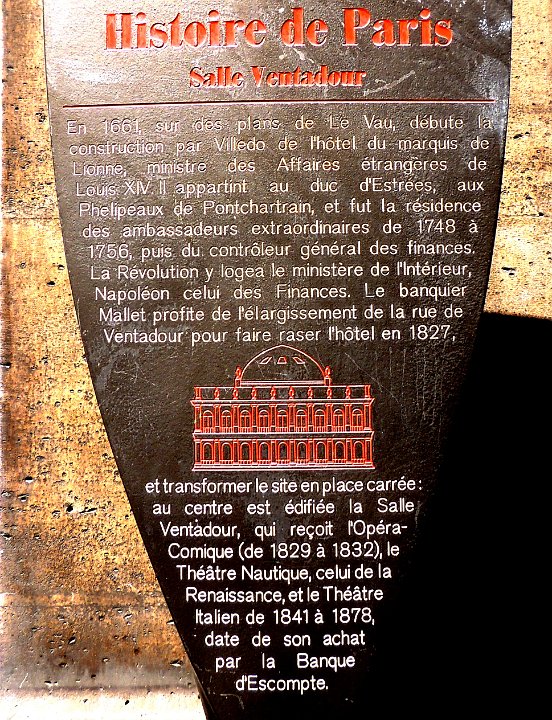 Histoire de Paris
Salle Ventadour
En 1661, sur des plans de Le Vau, débute la
construction par Villedo de l'hôtel du marquis de
Lionne, ministre des Affaires étrangères de
Louis XIV. Il appartint au duc d'Estrées, aux
Phélipeaux de Pontchartrain, et fut la résidence
des ambassadeurs extraordinaires de 1748 à
1756, puis du contrôleur général des finances.
La Révolution y logea le ministère de l'Intérieur,
Napoléon celui des Finances. Le banquier
Mallet profite de l'élargissement de la rue de
Ventadour pour faire raser l'hôtel en 1827,
et transformer le site en place carrée :
au centre est édifiée la Salle
Ventadour, qui reçoit l'Opéra-
Comique (de 1829 à 1832), le
Théâtre Nautique, celui de la
Renaissance, et le Théâtre
Italien de 1841 à 1878,
date de son achat
par la Banque
d'Escompte.